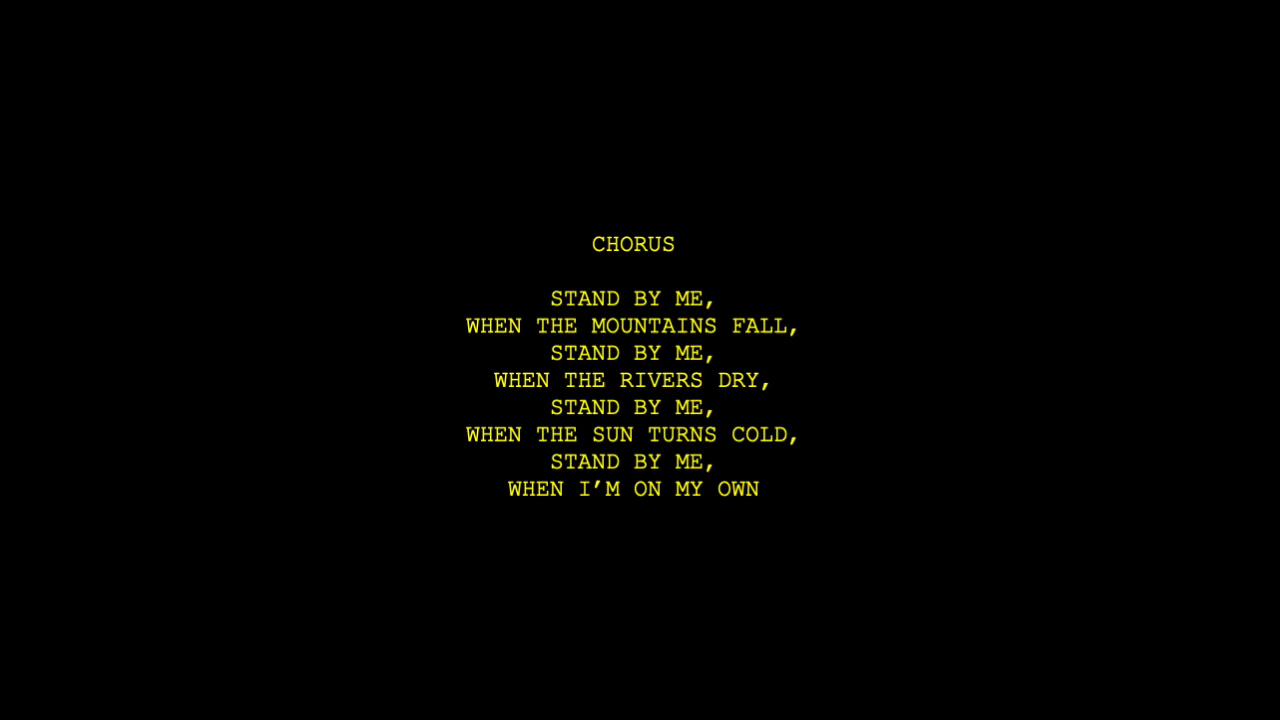 CHORUS
STAND BY ME,
WHEN THE MOUNTAINS FALL,
STAND BY ME,
WHEN THE RIVERS DRY,
STAND BY ME,
WHEN THE SUN TURNS COLD,
STAND BY ME,
WHEN I’M ON MY OWN